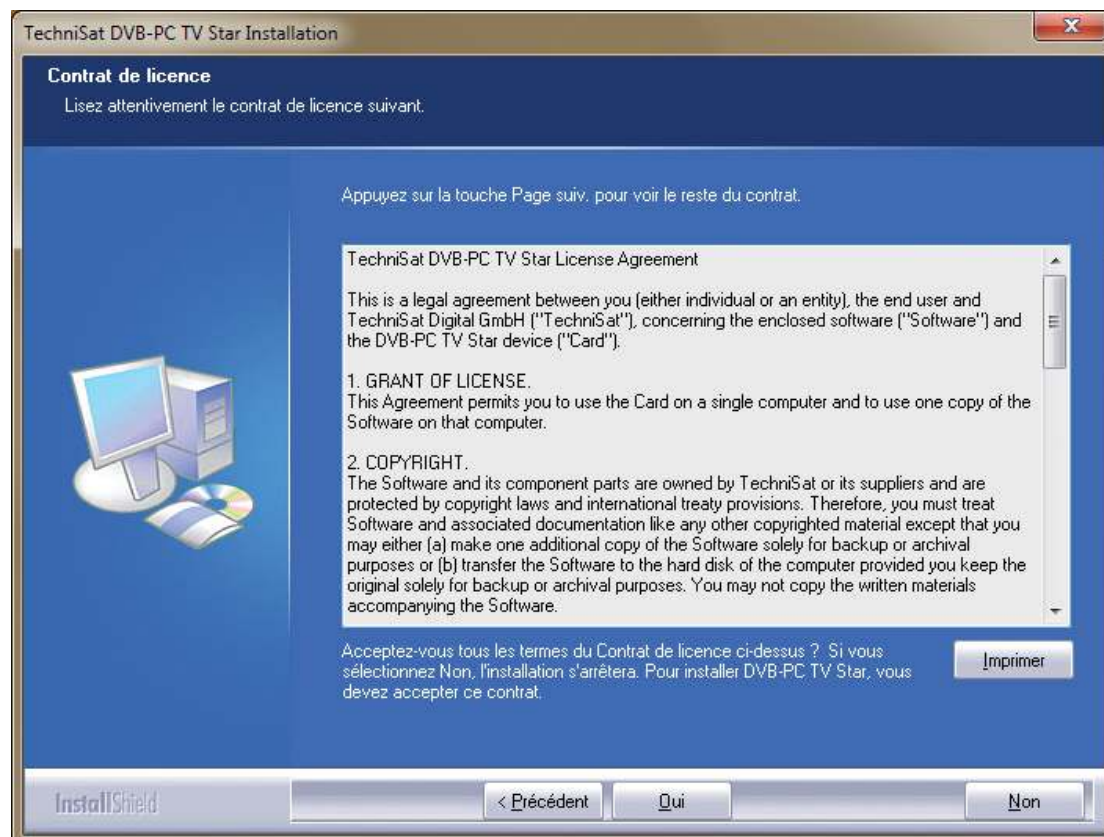 TechniSat DVB-PC TV Star Installation
Contrat de licence
Lisez attentivement le contrat de licence suivant.
Appuyez sur la touche Page suiv. pour voir le reste du contrat.
TechniSat DVB-PC TV Star License Agreement
This is a legal agreement between you (either individual or an entity), the end user and
TechniSat Digital GmbH ("TechniSat"), concerning the enclosed software ("Software") and
the DVB-PC TV Star device ("Card").
1. GRANT OF LICENSE.
This Agreement permits you to use the Card on a single computer and to use one copy of the
Software on that computer.
2. COPYRIGHT.
The Software and its component parts are owned by TechniSat or its suppliers and are
protected by copyright laws and international treaty provisions. Therefore, you must treat
Software and associated documentation like any other copyrighted material except that you
may either (a) make one additional copy of the Software solely for backup or archival
purposes or (b) transfer the Software to the hard disk of the computer provided you keep the
original solely for backup or archival purposes. You may not copy the written materials
accompanying the Software.
Acceptez-vous tous les termes du Contrat de licence ci-dessus ? Si vous
sélectionnez Non, l'installation s'arrêtera. Pour installer DVB-PC TV Star, vous
devez accepter ce contrat.
Imprimer
InstallShield
< Précédent
Oui
Non